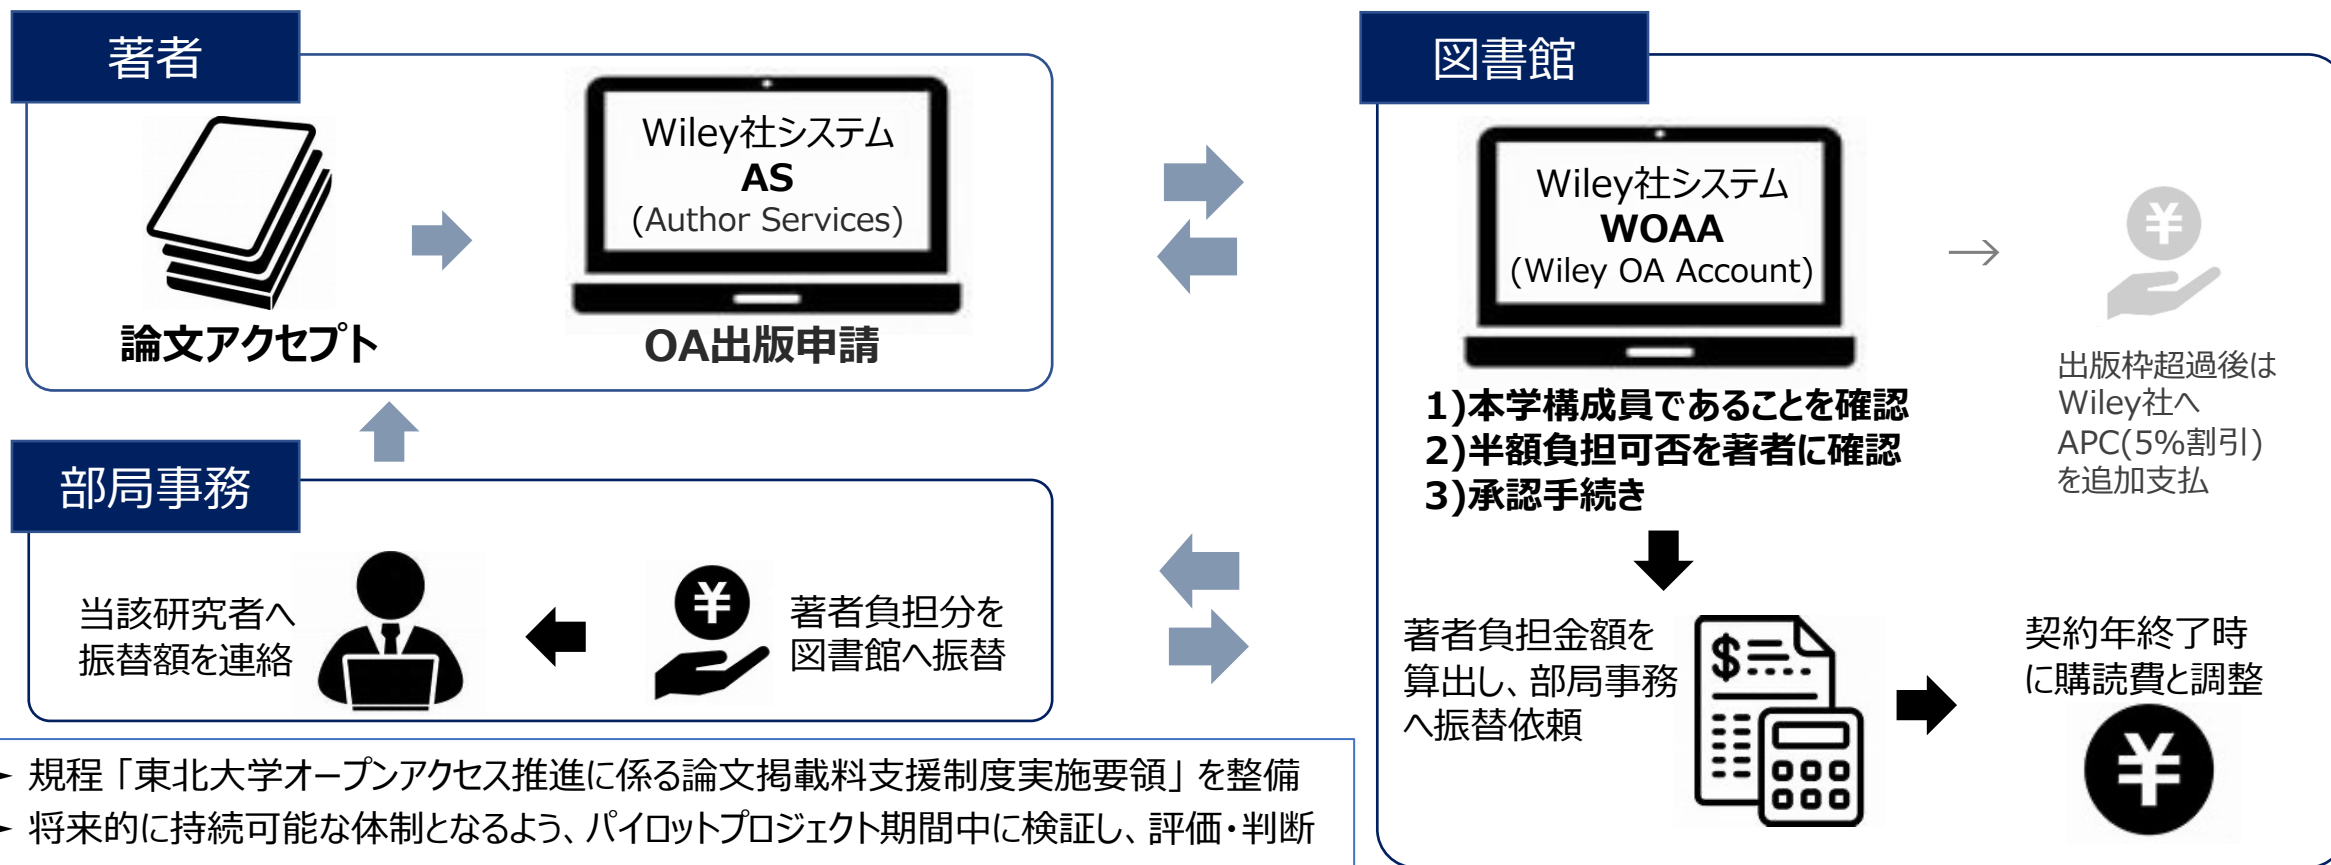 著者
Wiley社システム
AS
(Author Services)
論文アクセプト
OA出版申請
図書館
Wiley社システム
WOAA
(Wiley OA Account)
¥
出版枠超過後は
Wiley社へ
APC(5%割引)
を追加支払
1)本学構成員であることを確認
2)半額負担可否を著者に確認
3)承認手続き
著者負担金額を
算出し、部局事務
へ振替依頼
$
契約年終了時
に購読費と調整
¥
部局事務
当該研究者へ
振替額を連絡
¥
著者負担分を
図書館へ振替
規程「東北大学オープンアクセス推進に係る論文掲載料支援制度実施要領」を整備
将来的に持続可能な体制となるよう、パイロットプロジェクト期間中に検証し、評価・判断